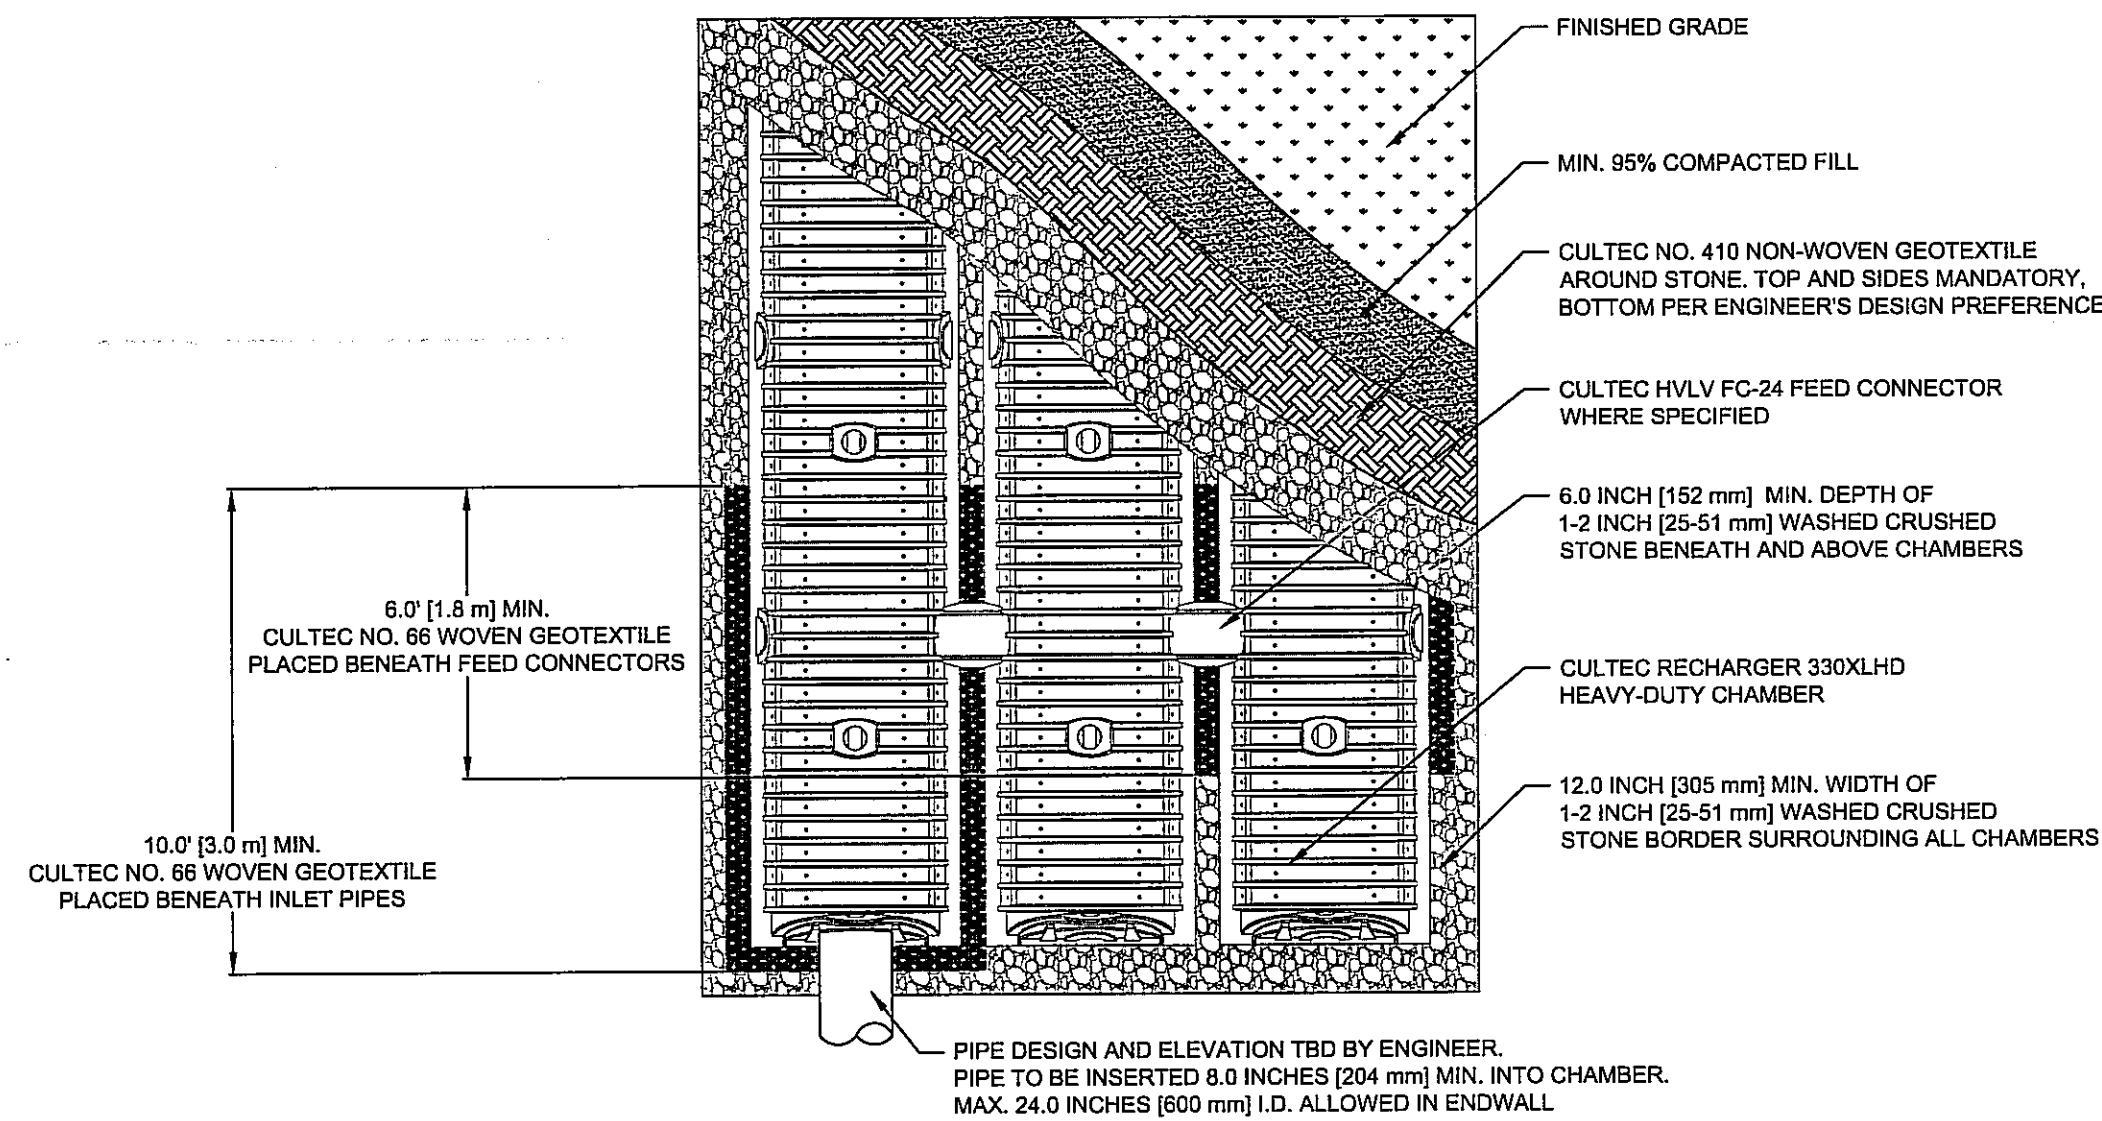 FINISHED GRADE
MIN. 95% COMPACTED FILL
CULTEC NO. 410 NON-WOVEN GEOTEXTILE
AROUND STONE. TOP AND SIDES MANDATORY,
BOTTOM PER ENGINEER'S DESIGN PREFERENCE
CULTEC HVLV FC-24 FEED CONNECTOR
WHERE SPECIFIED
6.0 INCH [152 mm] MIN. DEPTH OF
1-2 INCH [25-51 mm] WASHED CRUSHED
STONE BENEATH AND ABOVE CHAMBERS
6.0' [1.8 m] MIN.
CULTEC NO. 66 WOVEN GEOTEXTILE
PLACED BENEATH FEED CONNECTORS
CULTEC RECHARGER 330XLHD
HEAVY-DUTY CHAMBER
12.0 INCH [305 mm] MIN. WIDTH OF
1-2 INCH [25-51 mm] WASHED CRUSHED
STONE BORDER SURROUNDING ALL CHAMBERS
10.0' [3.0 m] MIN.
CULTEC NO. 66 WOVEN GEOTEXTILE
PLACED BENEATH INLET PIPES
PIPE DESIGN AND ELEVATION TBD BY ENGINEER.
PIPE TO BE INSERTED 8.0 INCHES [204 mm] MIN. INTO CHAMBER.
MAX. 24.0 INCHES [600 mm] I.D. ALLOWED IN ENDWALL